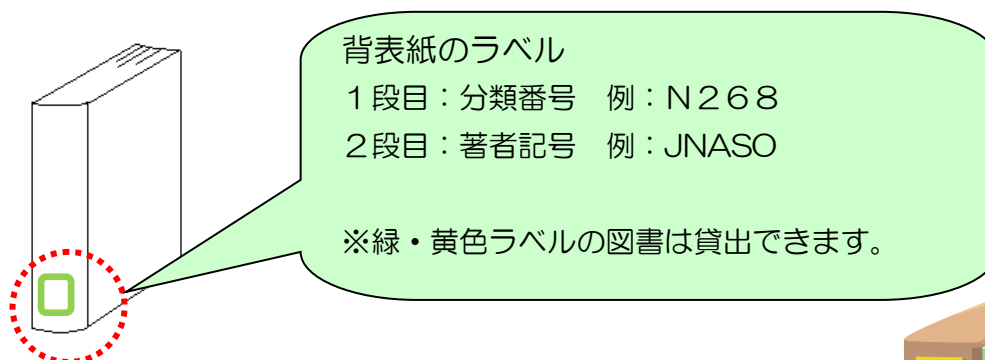 背表紙のラベル
１段目：分類番号　例：Ｎ２６８
２段目：著者記号　例：JNASO
※緑・黄色ラベルの図書は貸出できます。